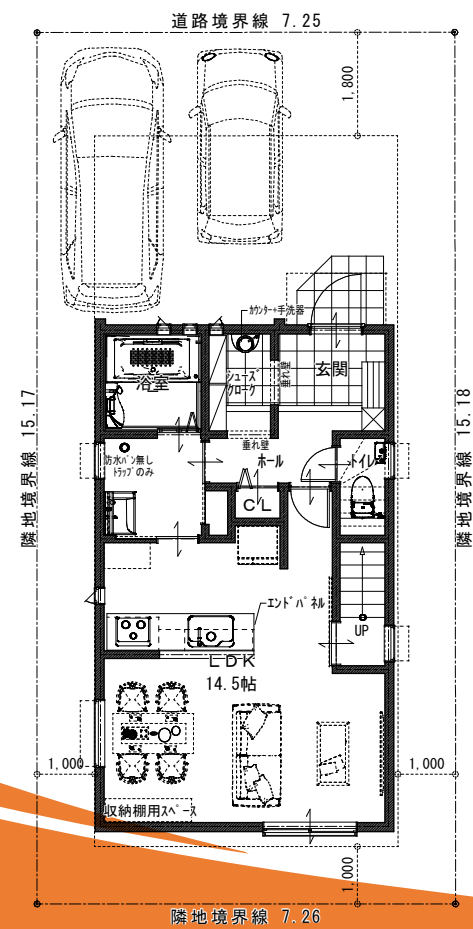 道路境界線 7.25
1,800
カウンター+手洗器
シューズ
クローク
垂れ壁
玄関
浴室
隣地境界線 15.17
隣地境界線 15.18
垂れ壁
防水パン無し
トラップのみ
ホール
トイレ
CL
エンドパネル
UP
LDK
14.5帖
1,000
1,000
収納棚用スペース
1,000
隣地境界線 7.26